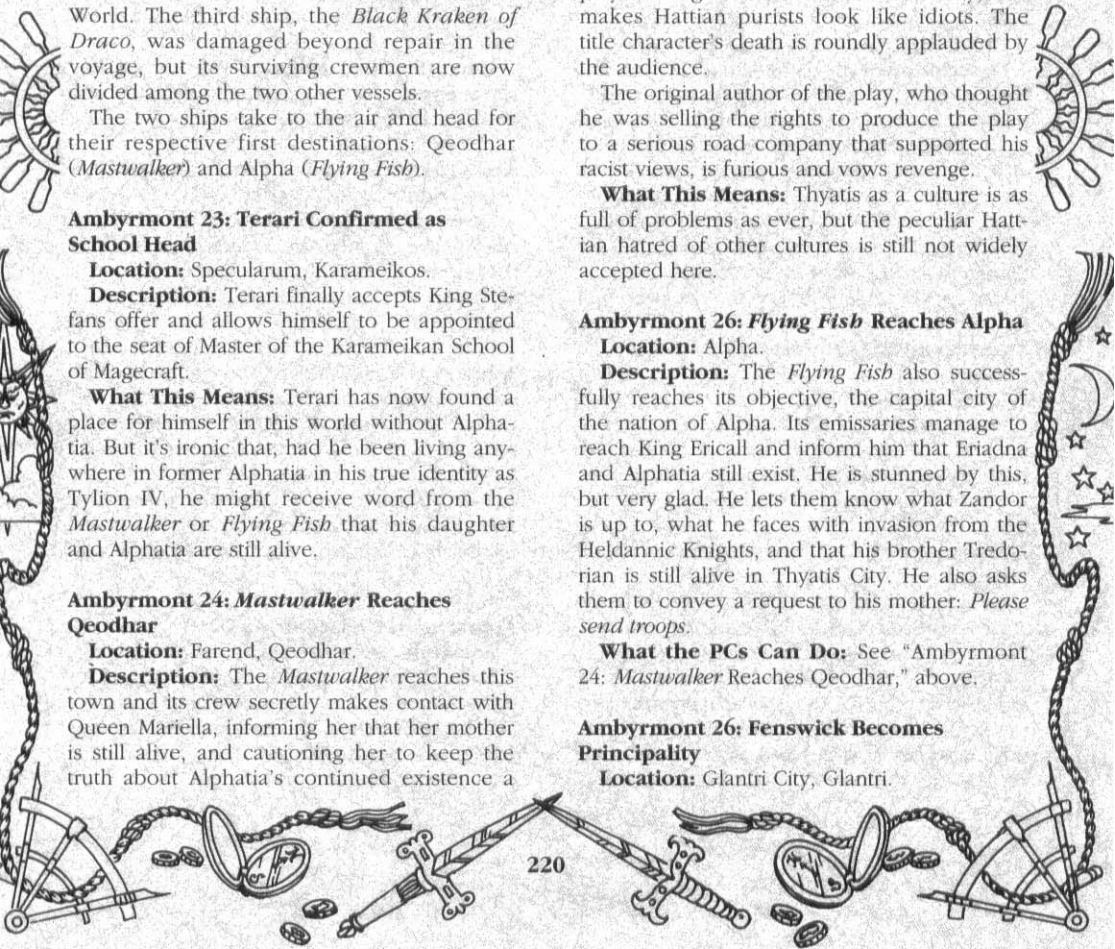 World. The third ship, the Black Kraken of
Draco, was damaged beyond repair in the
voyage, but its surviving crewmen are now
divided among the two other vessels.
The two ships take to the air and head for
their respective first destinations: Qeodhar
(Mastwalker) and Alpha (Flying Fish).
Ambyrmont 23: Terari Confirmed as
School Head
Location: Specularum, Karameikos.
Description: Terari finally accepts King Ste-
fans offer and allows himself to be appointed
to the seat of Master of the Karameikan School
of Magecraft.
What This Means: Terari has now found a
place for himself in this world without Alpha-
tia. But it's ironic that, had he been living any-
where in former Alphatia in his true identity as
Tylion IV, he might receive word from the
Mastwalker or Flying Fish that his daughter
and Alphatia are still alive.
Ambyrmont 24: Mastwalker Reaches
Qeodhar
Location: Farend, Qeodhar.
Description: The Mastwalker reaches this
town and its crew secretly makes contact with
Queen Mariella, informing her that her mother
is still alive, and cautioning her to keep the
truth about Alphatia's continued existence a
makes Hattian purists look like idiots. The
title character's death is roundly applauded by
the audience.
The original author of the play, who thought
he was selling the rights to produce the play
to a serious road company that supported his
racist views, is furious and vows revenge.
What This Means: Thyatis as a culture is as
full of problems as ever, but the peculiar Hatt-
ian hatred of other cultures is still not widely
accepted here.
Ambyrmont 26: Flying Fish Reaches Alpha
Location: Alpha.
Description: The Flying Fish also success-
fully reaches its objective, the capital city of
the nation of Alpha. Its emissaries manage to
reach King Ericall and inform him that Eriadna
and Alphatia still exist. He is stunned by this,
but very glad. He lets them know what Zandor
is up to, what he faces with invasion from the
Heldannic Knights, and that his brother Tredo-
rian is still alive in Thyatis City. He also asks
them to convey a request to his mother: Please
send troops.
What the PCs Can Do: See "Ambyrmont
24: Mastwalker Reaches Qeodhar," above.
Ambyrmont 26: Fenswick Becomes
Principality
Location: Glantri City, Glantri.
220